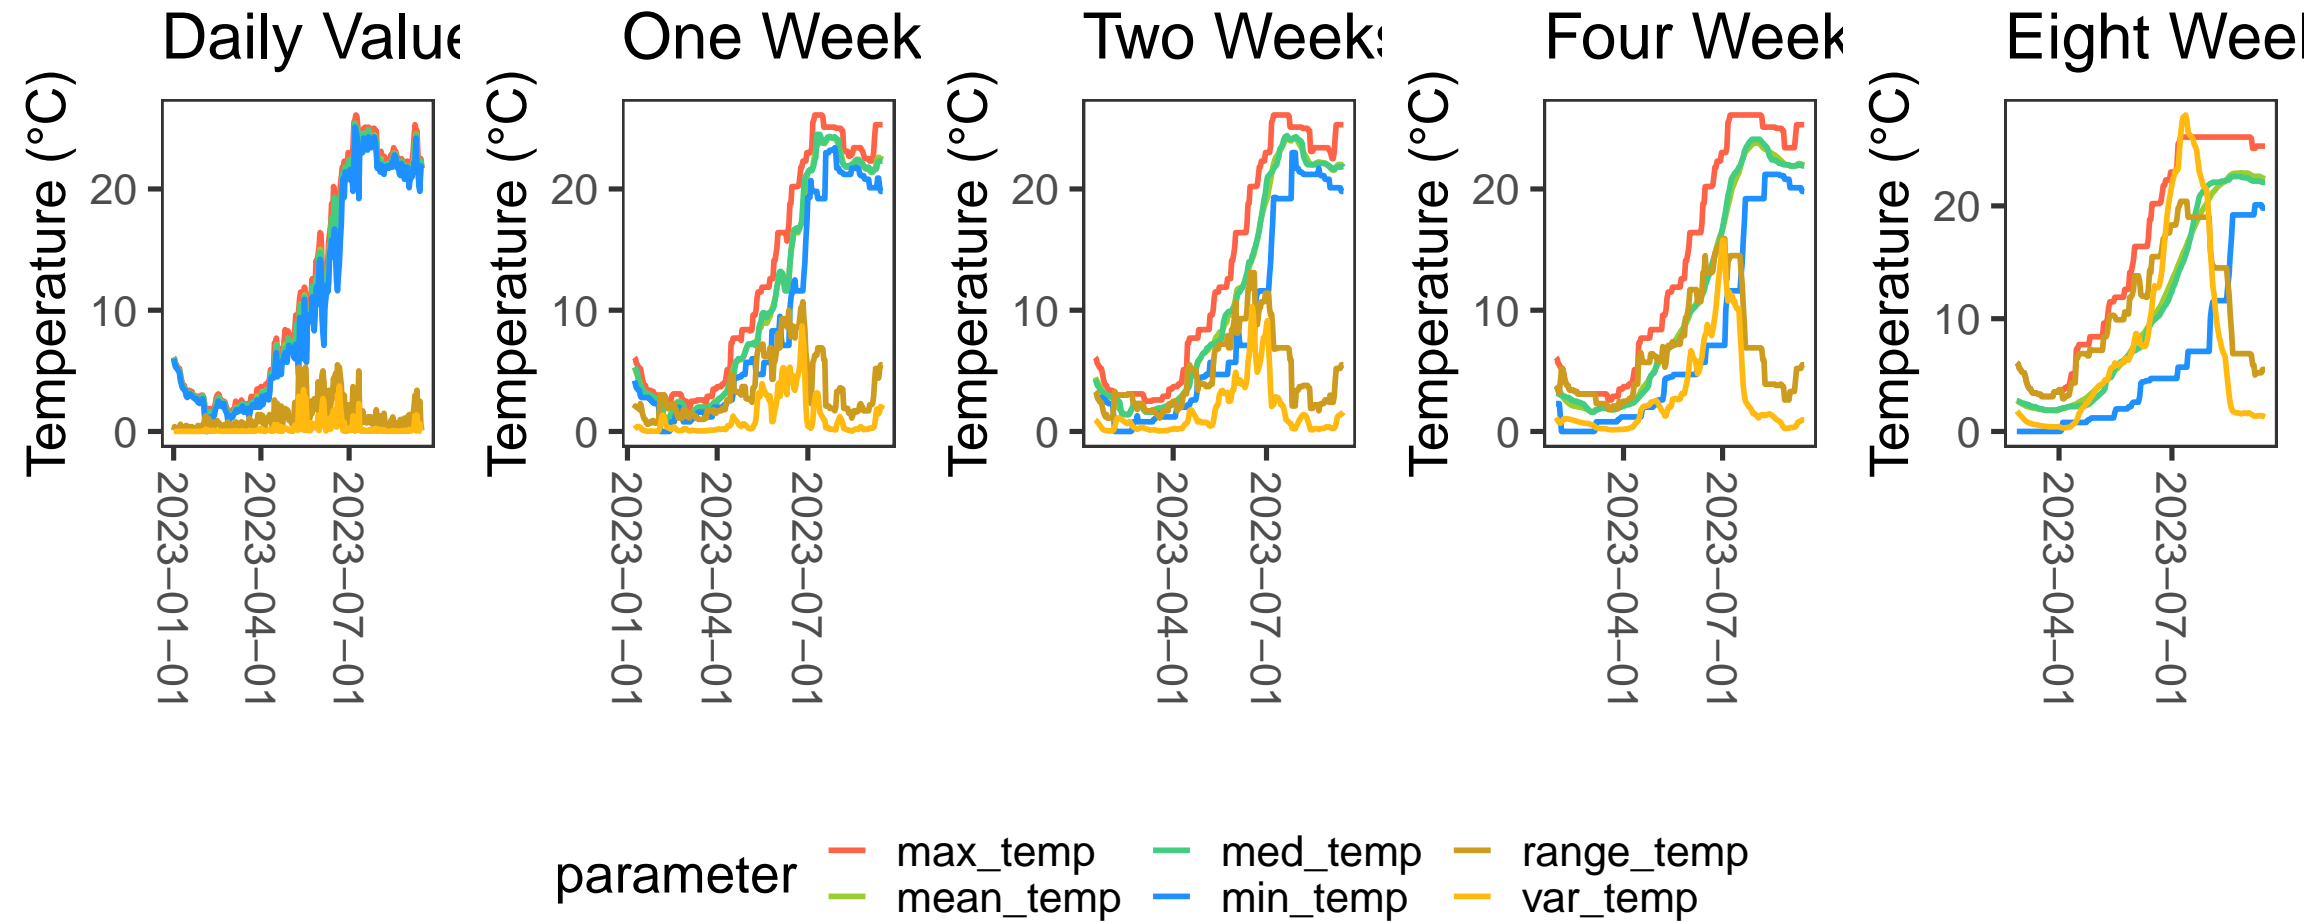 Daily Value
One Week
Two Weeks
Four Week
Eight Weel
Temperature (°C)
20
10
0
2023−01−01
2023−04−01
2023−07−01
Temperature (°C)
20
10
0
2023−01−01
2023−04−01
2023−07−01
Temperature (°C)
20
10
0
2023−04−01
2023−07−01
Temperature (°C)
20
10
0
2023−04−01
2023−07−01
Temperature (°C)
20
10
0
2023−04−01
2023−07−01
parameter
max_temp
mean_temp
med_temp
min_temp
range_temp
var_temp